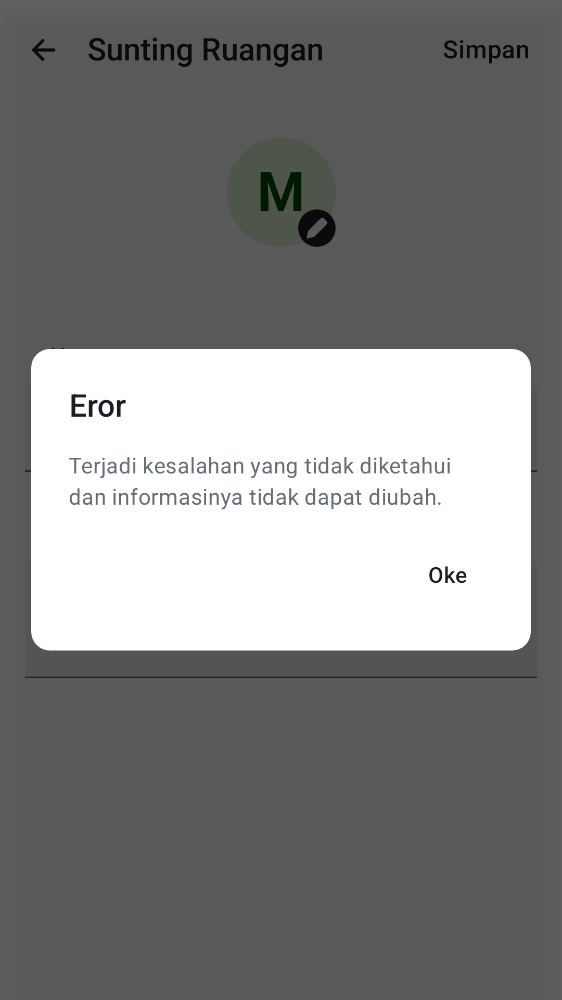 Sunting Ruangan
Simpan
M
Eror
Terjadi kesalahan yang tidak diketahui
dan informasinya tidak dapat diubah.
Oke